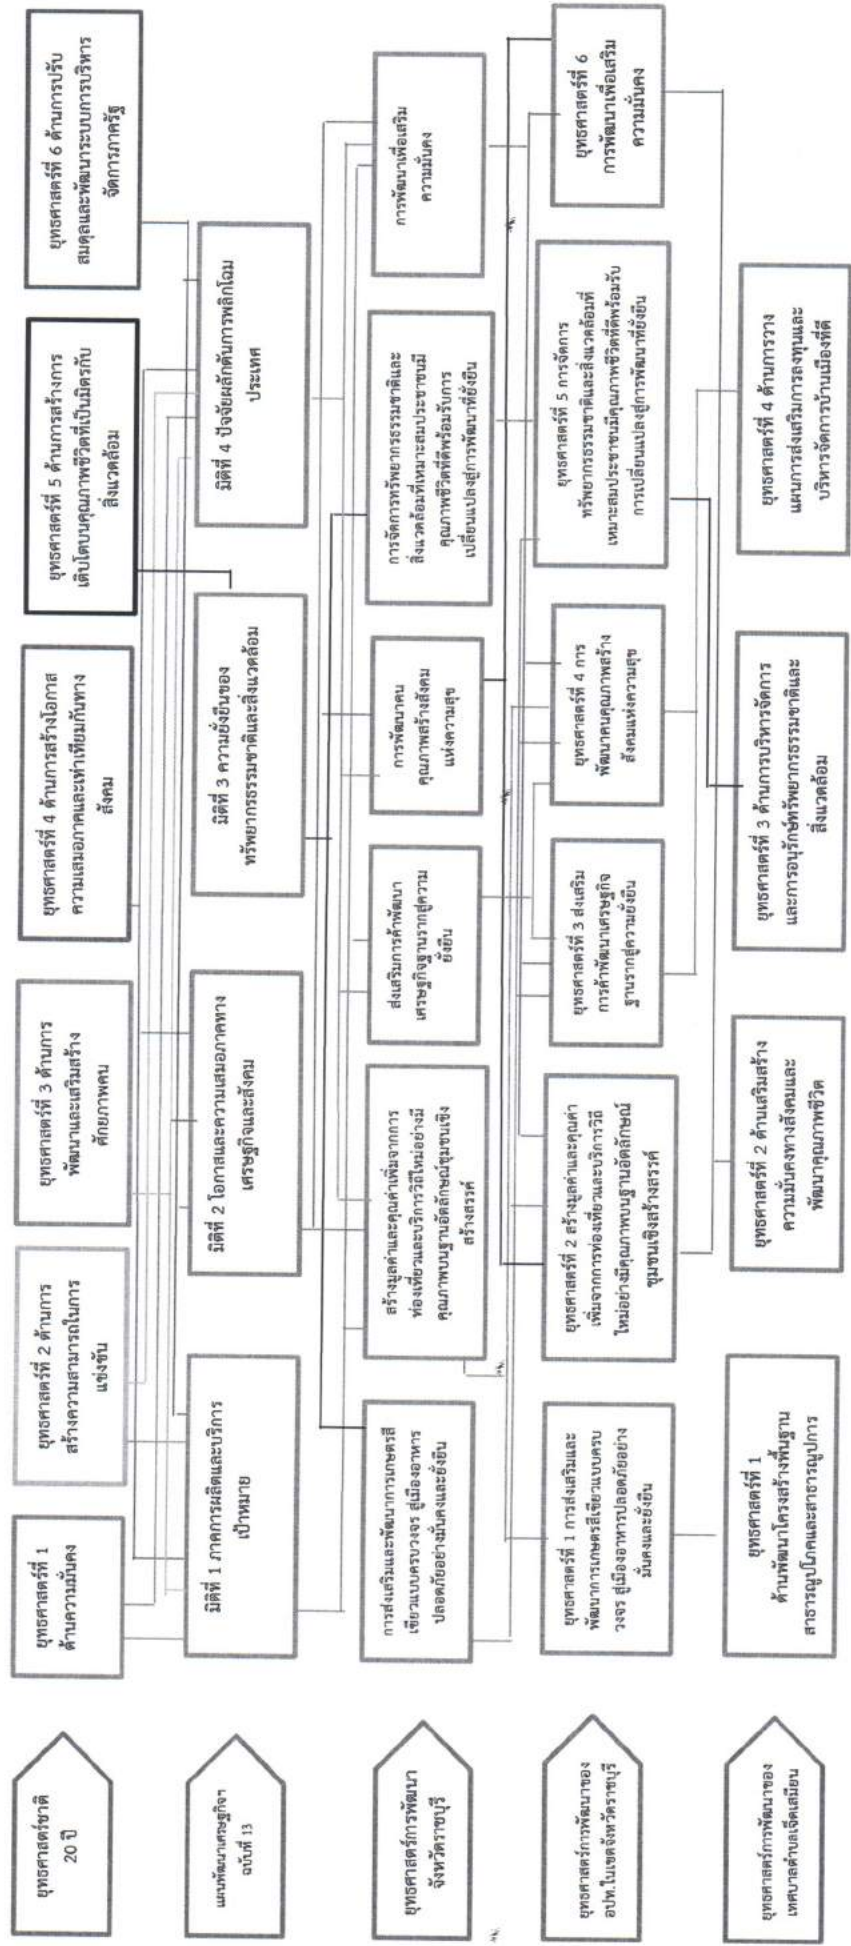 ยุทธศาสตร์ชาติ
20 ปี
ยุทธศาสตร์ที่ 1
ด้านความมั่นคง
ยุทธศาสตร์ที่ 2 ด้านการ
สร้างความสามารถในการ
แข่งขัน
ยุทธศาสตร์ที่ 3 ด้านการ
พัฒนาและเสริมสร้าง
ศักยภาพคน
ยุทธศาสตร์ที่ 4 ด้านการสร้างโอกาส
ความเสมอภาคและเท่าเทียมกันทาง
สังคม
ยุทธศาสตร์ที่ 5 ด้านการสร้างการ
เติบโตบนคุณภาพชีวิตที่เป็นมิตรกับ
สิ่งแวดล้อม
ยุทธศาสตร์ที่ 6 ด้านการปรับ
สมดุลและพัฒนาระบบการบริหาร
จัดการภาครัฐ
แผนพัฒนาเศรษฐกิจฯ
ฉบับที่ 13
มิติที่ 1 ภาคการผลิตและบริการ
เป้าหมาย
มิติที่ 2 โอกาสและความเสมอภาคทาง
เศรษฐกิจและสังคม
มิติที่ 3 ความยั่งยืนของ
ทรัพยากรธรรมชาติและสิ่งแวดล้อม
มิติที่ 4 ปัจจัยผลักดันการพลิกโฉม
ประเทศ
ยุทธศาสตร์การพัฒนา
จังหวัดราชบุรี
การส่งเสริมและพัฒนาการเกษตรสี
เขียวแบบครบวงจร สู่เมืองอาหาร
ปลอดภัยอย่างมั่นคงและยั่งยืน
สร้างมูลค่าและคุณค่าเพิ่มจากการ
ท่องเที่ยวและบริการวิถีใหม่อย่างมี
คุณภาพบนฐานอัตลักษณ์ชุมชนเชิง
สร้างสรรค์
ส่งเสริมการค้าพัฒนา
เศรษฐกิจฐานรากสู่ความ
ยั่งยืน
การพัฒนาคน
คุณภาพสร้างสังคม
แห่งความสุข
การจัดการทรัพยากรธรรมชาติและ
สิ่งแวดล้อมที่เหมาะสมประชาชนมี
คุณภาพชีวิตที่ดีพร้อมรับการ
เปลี่ยนแปลงสู่การพัฒนาที่ยั่งยืน
การพัฒนาเพื่อเสริม
ความมั่นคง
ยุทธศาสตร์การพัฒนาของ
อปท.ในเขตจังหวัดราชบุรี
ยุทธศาสตร์ที่ 1 การส่งเสริมและ
พัฒนาการเกษตรสีเขียวแบบครบ
วงจร สู่เมืองอาหารปลอดภัยอย่าง
มั่นคงและยั่งยืน
ยุทธศาสตร์ที่ 2 สร้างมูลค่าและคุณค่า
เพิ่มจากการท่องเที่ยวและบริการวิถี
ใหม่อย่างมีคุณภาพบนฐานอัตลักษณ์
ชุมชนเชิงสร้างสรรค์
ยุทธศาสตร์ที่ 3 ส่งเสริม
การค้าพัฒนาเศรษฐกิจ
ฐานรากสู่ความยั่งยืน
ยุทธศาสตร์ที่ 4 การ
พัฒนาคนคุณภาพสร้าง
สังคมแห่งความสุข
ยุทธศาสตร์ที่ 5 การจัดการ
ทรัพยากรธรรมชาติและสิ่งแวดล้อมที่
เหมาะสมประชาชนมีคุณภาพชีวิตที่ดีพร้อมรับ
การเปลี่ยนแปลงสู่การพัฒนาที่ยั่งยืน
ยุทธศาสตร์ที่ 6
การพัฒนาเพื่อเสริม
ความมั่นคง
ยุทธศาสตร์การพัฒนาของ
เทศบาลตำบลเจ็ดเสมียน
ยุทธศาสตร์ที่ 1
ด้านพัฒนาโครงสร้างพื้นฐาน
สาธารณูปโภคและสาธารณูปการ
ยุทธศาสตร์ที่ 2 ด้านเสริมสร้าง
ความมั่นคงทางสังคมและ
พัฒนาคุณภาพชีวิต
ยุทธศาสตร์ที่ 3 ด้านการบริหารจัดการ
และการอนุรักษ์ทรัพยากรธรรมชาติและ
สิ่งแวดล้อม
ยุทธศาสตร์ที่ 4 ด้านการวาง
แผนการส่งเสริมการลงทุนและ
บริหารจัดการบ้านเมืองที่ดี